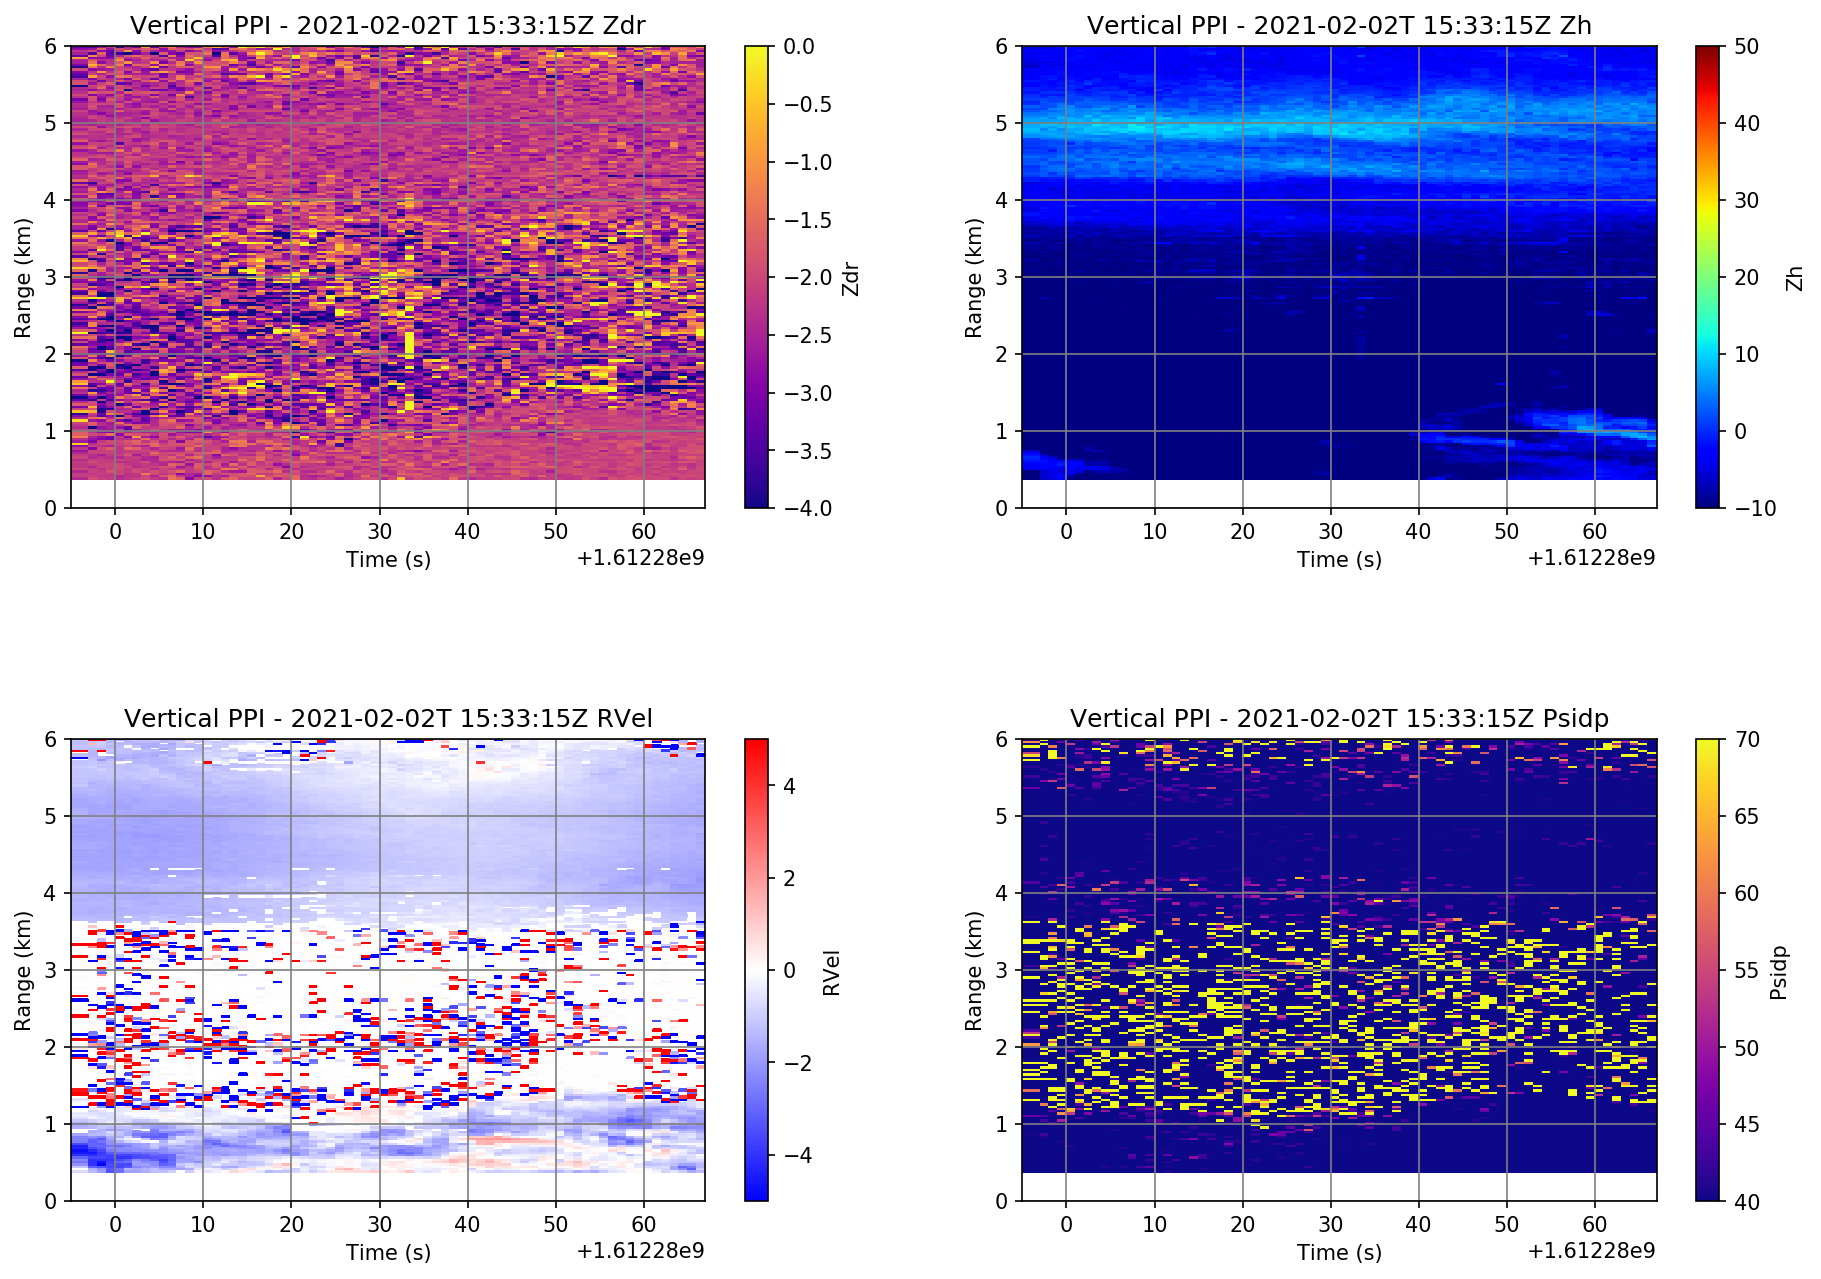 Vertical PPI - 2021-02-02T 15:33:15Z Zdr
6
5
4
3
2
1
0
Range (km)
0 10 20 30 40 50 60
Time (s)
+1.61228e9
0.0
−0.5
−1.0
−1.5
−2.0
−2.5
−3.0
−3.5
−4.0
Zdr
Vertical PPI - 2021-02-02T 15:33:15Z Zh
6
5
4
3
2
1
0
Range (km)
0 10 20 30 40 50 60
Time (s)
+1.61228e9
50
40
30
20
10
0
−10
Zh
Vertical PPI - 2021-02-02T 15:33:15Z RVel
6
5
4
3
2
1
0
Range (km)
0 10 20 30 40 50 60
Time (s)
+1.61228e9
4
2
0
−2
−4
RVel
Vertical PPI - 2021-02-02T 15:33:15Z Psidp
6
5
4
3
2
1
0
Range (km)
0 10 20 30 40 50 60
Time (s)
+1.61228e9
70
65
60
55
50
45
40
Psidp